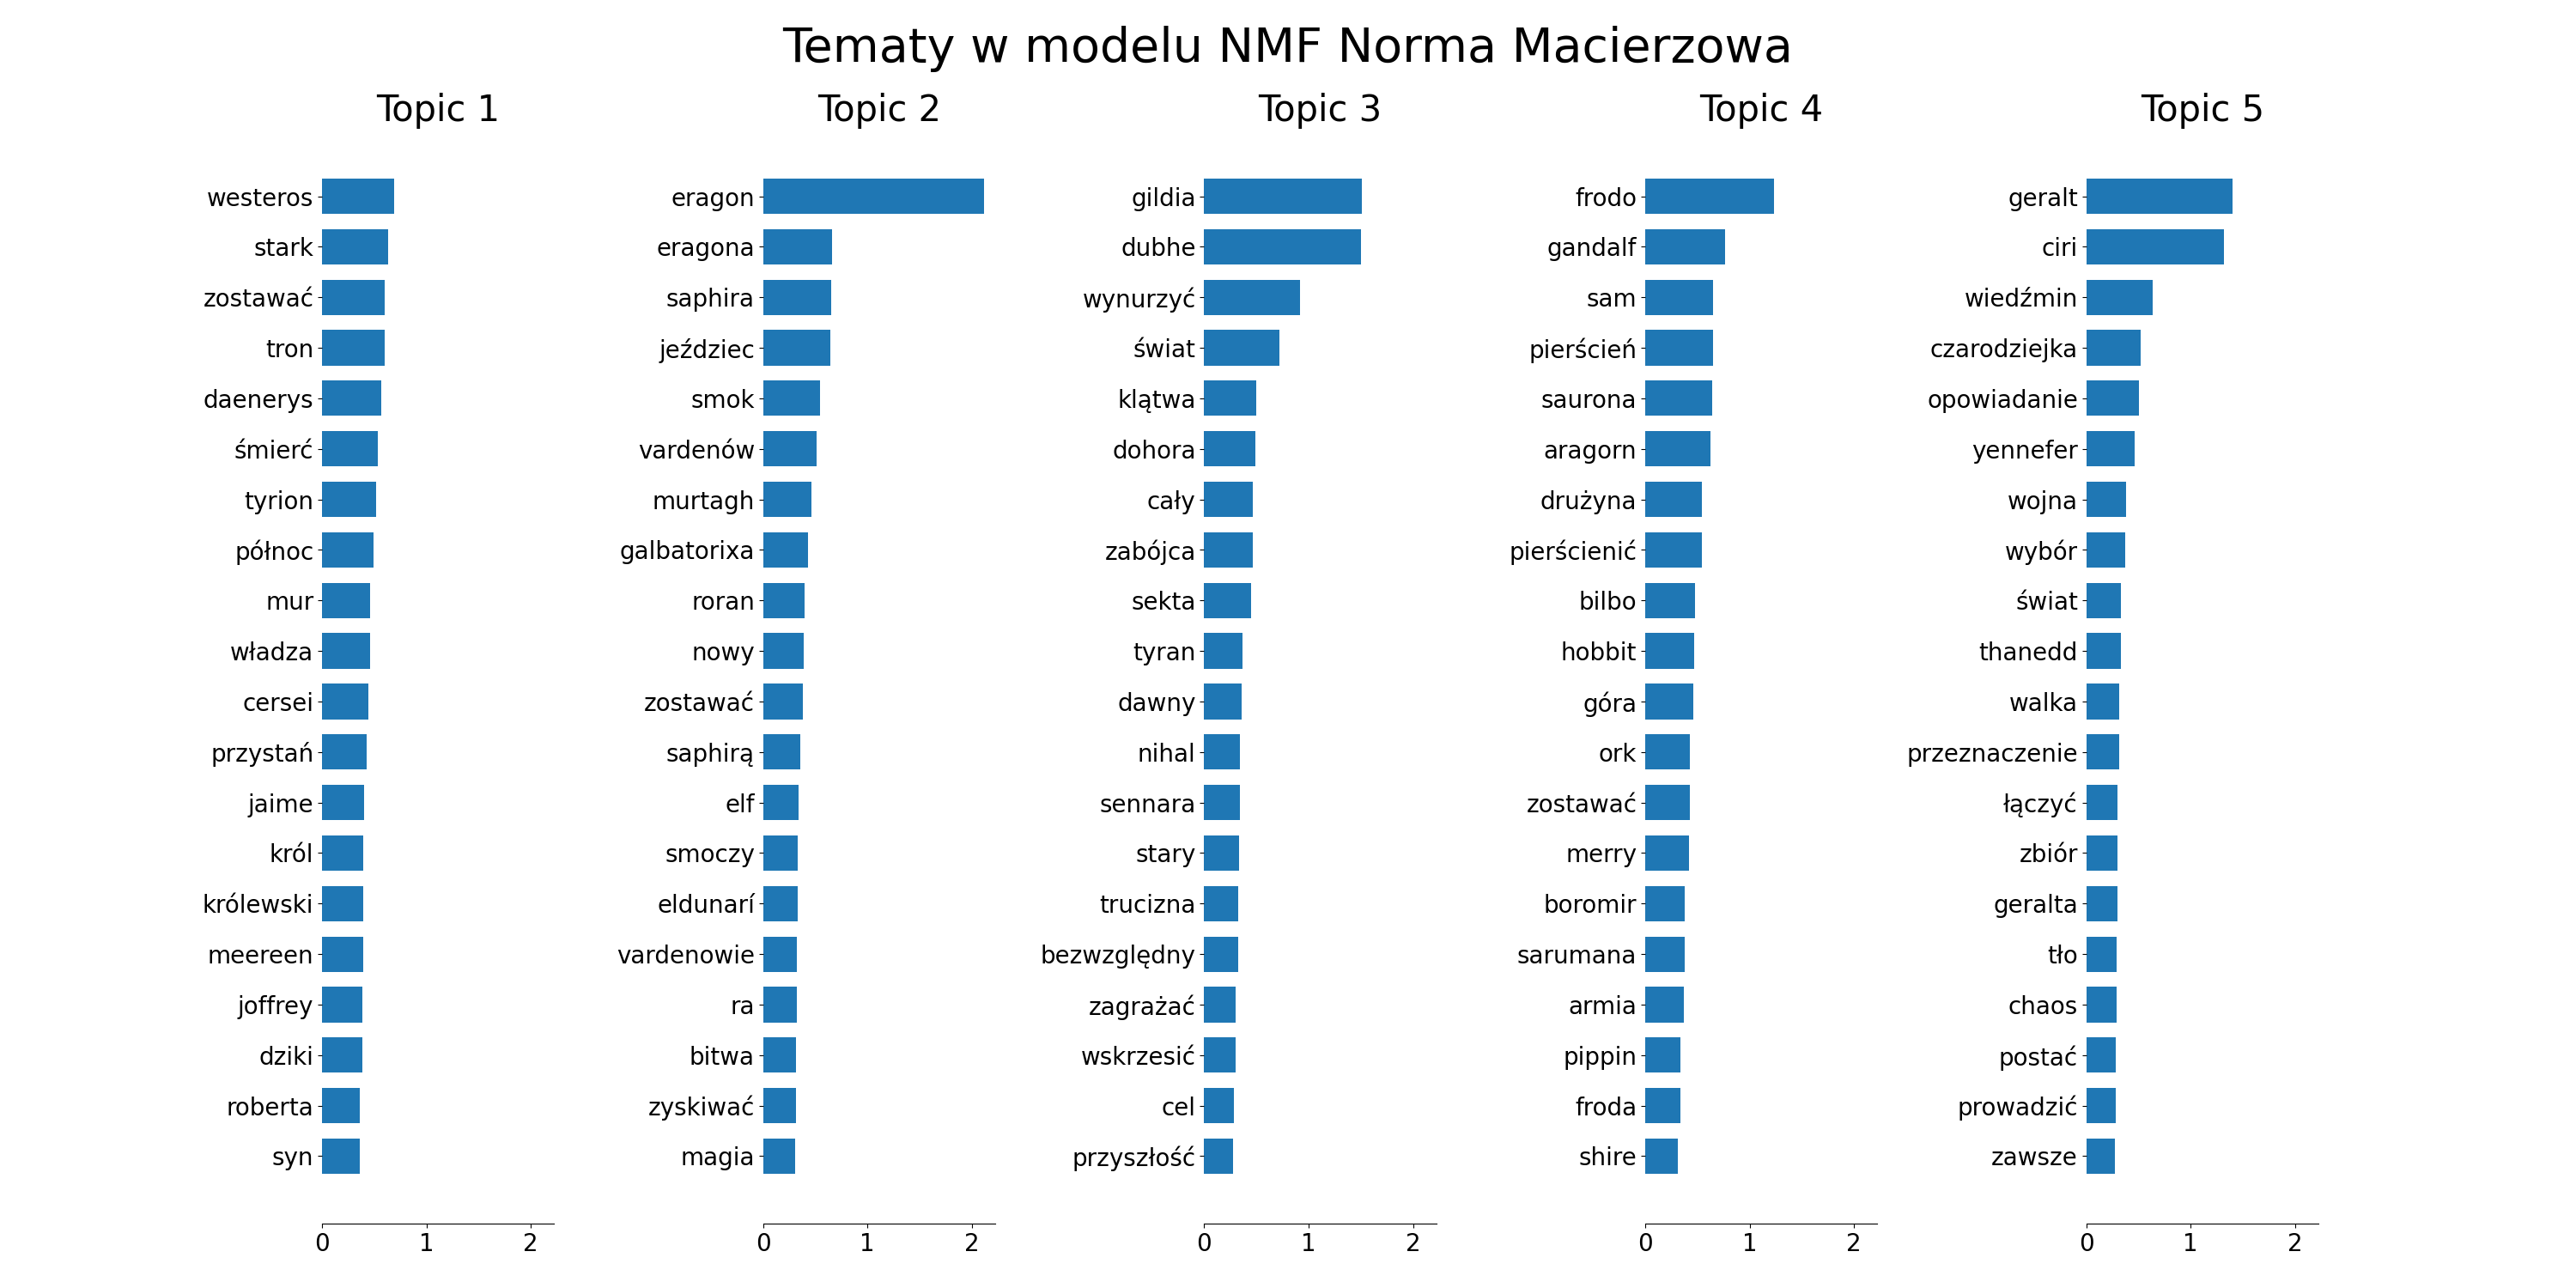 Tematy w modelu NMF Norma Macierzowa
Topic 1
westeros
stark
zostawać
tron
daenerys
śmierć
tyrion
północ
mur
władza
cersei
przystań
jaime
król
królewski
meereen
joffrey
dziki
roberta
syn
0 1 2
Topic 2
eragon
eragona
saphira
jeździec
smok
vardenów
murtagh
galbatorixa
roran
nowy
zostawać
saphirą
elf
smoczy
eldunarí
vardenowie
ra
bitwa
zyskiwać
magia
0 1 2
Topic 3
gildia
dubhe
wynurzyć
świat
klątwa
dohora
cały
zabójca
sekta
tyran
dawny
nihal
sennara
stary
trucizna
bezwzględny
zagrażać
wskrzesić
cel
przyszłość
0 1 2
Topic 4
frodo
gandalf
sam
pierścień
saurona
aragorn
drużyna
pierścienić
bilbo
hobbit
góra
ork
zostawać
merry
boromir
sarumana
armia
pippin
froda
shire
0 1 2
Topic 5
geralt
ciri
wiedźmin
czarodziejka
opowiadanie
yennefer
wojna
wybór
świat
thanedd
walka
przeznaczenie
łączyć
zbiór
geralta
tło
chaos
postać
prowadzić
zawsze
0 1 2